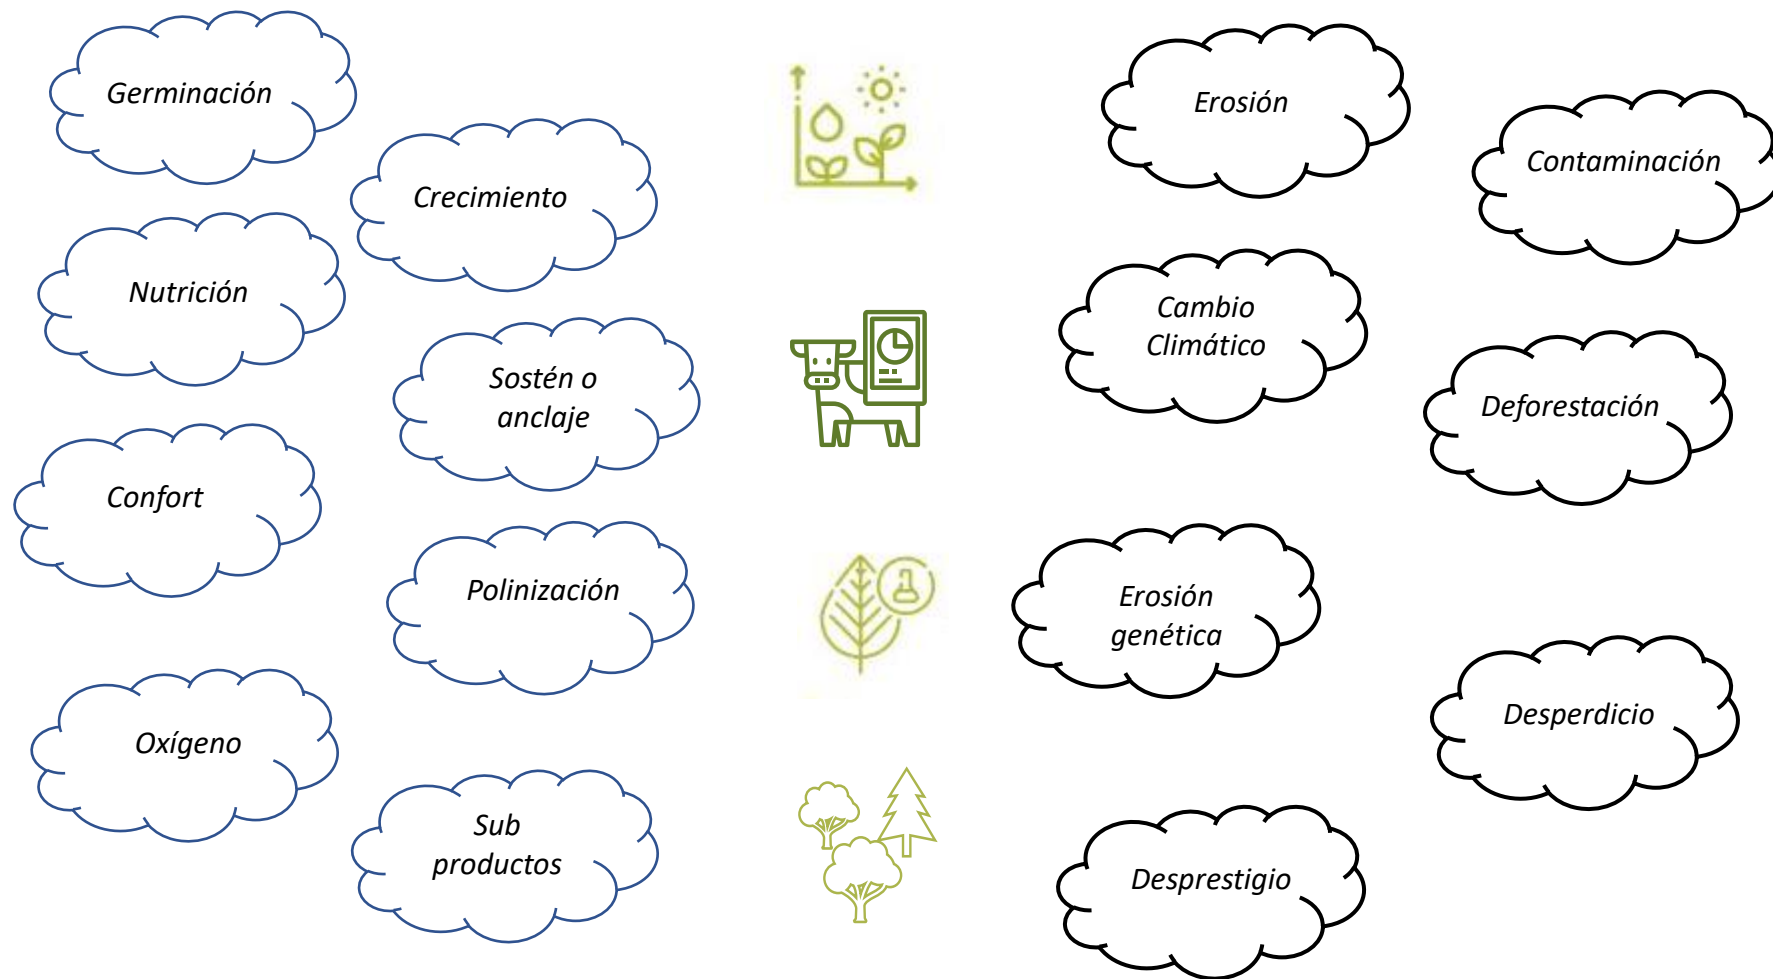 Germinación
Crecimiento
Nutrición
Sostén o
anclaje
Confort
Polinización
Oxígeno
Sub
productos
Erosión
Contaminación
Cambio
Climático
Deforestación
Erosión
genética
Desperdicio
Desprestigio